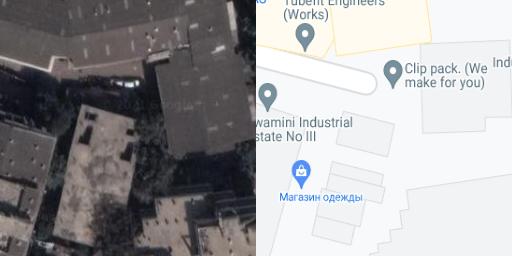 Tubent Engineers
(Works)
Clip pack. (We
make for you)
Indu
wamini Industrial
state No III
Магазин одежды